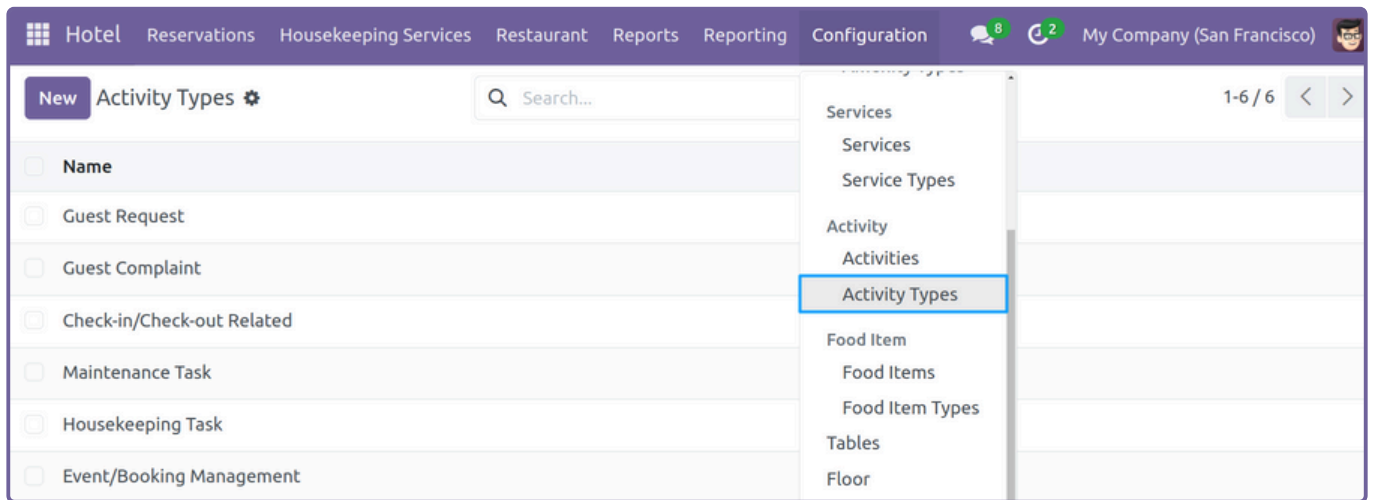 Hotel Reservations Housekeeping Services Restaurant Reports Reporting Configuration 8 2 My Company (San Francisco)
New Activity Types Search... 1-6 / 6
Name
Guest Request
Guest Complaint
Check-in/Check-out Related
Maintenance Task
Housekeeping Task
Event/Booking Management
Services
Services
Service Types
Activity
Activities
Activity Types
Food Item
Food Items
Food Item Types
Tables
Floor